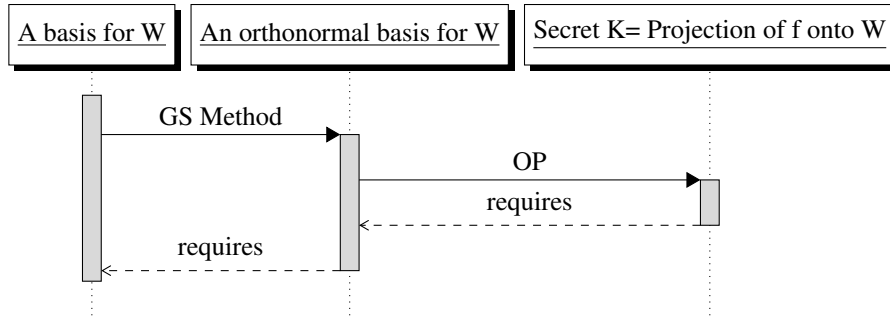 A basis for W
An orthonormal basis for W
Secret K= Projection of f onto W
GS Method
OP
requires
requires